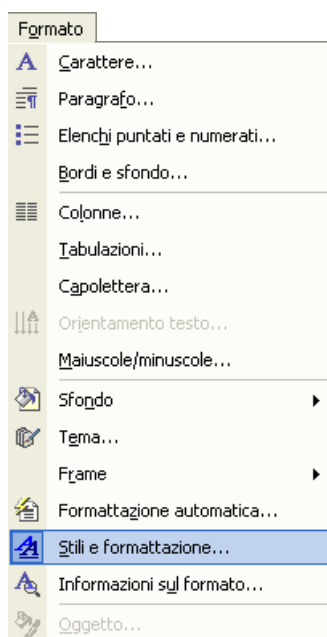 Formato
Carattere...
Paragrafo...
Elenchi puntati e numerati...
Bordi e sfondo...
Colonne...
Tabulazioni...
Capolettera...
Orientamento testo...
Maiuscole/minuscole...
Sfondo
Tema...
Frame
Formattazione automatica...
Stili e formattazione...
Informazioni sul formato...
Oggetto...